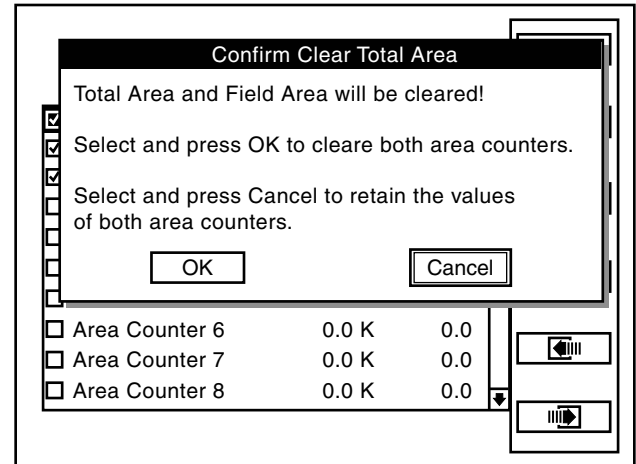 Confirm Clear Total Area
Total Area and Field Area will be cleared!
Select and press OK to cleare both area counters.
Select and press Cancel to retain the values
of both area counters.
OK Cancel
Area Counter 6 0.0 K 0.0
Area Counter 7 0.0 K 0.0
Area Counter 8 0.0 K 0.0